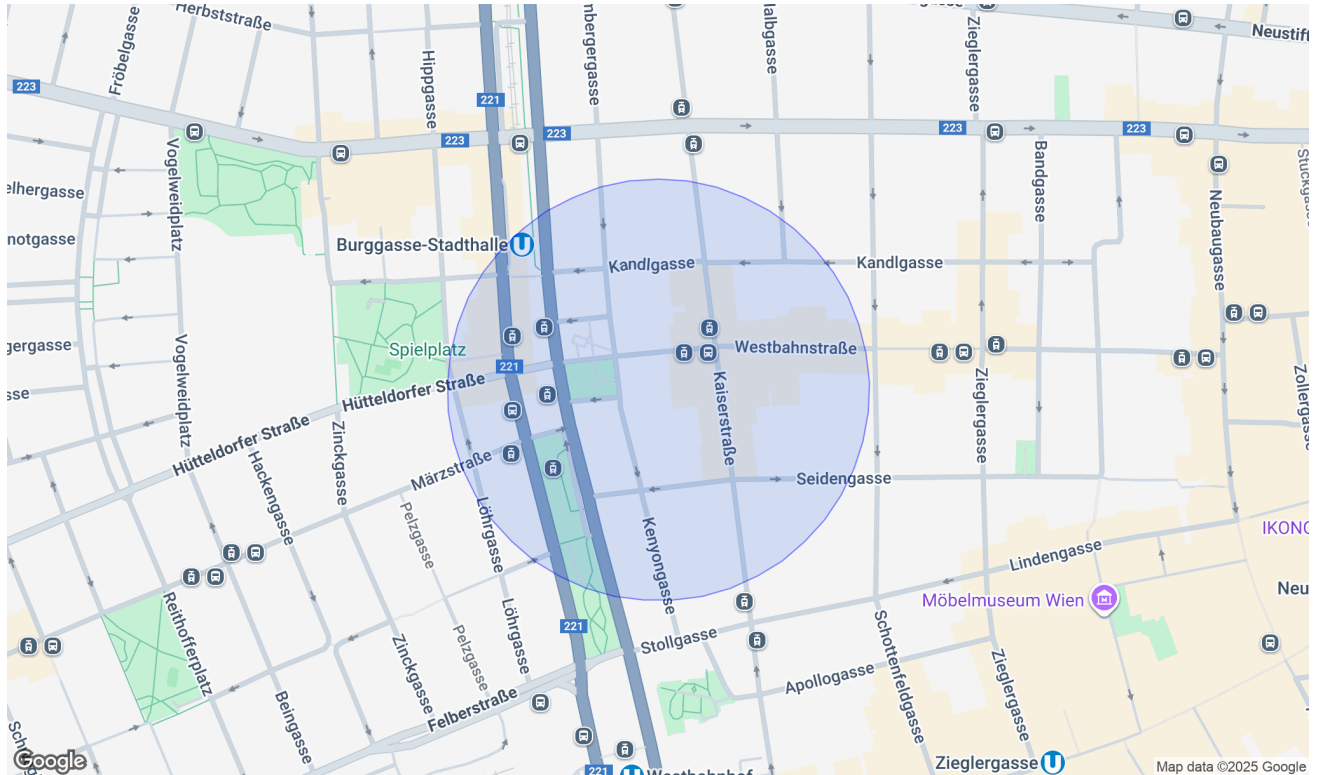 Herbststraße
Neustift
223
Fröbelgasse
Hippgasse
221
Zieglergasse
223
223
223
223
Vogelweidplatz
Bandgasse
Neubaugasse
Burggasse-Stadthalle
Kandlgasse
Kandlgasse
Spielplatz
Westbahnstraße
221
Vogelweidplatz
Hütteldorfer Straße
Kaiserstraße
Zieglergasse
Zollergasse
Hütteldorfer Straße
Zinckgasse
Märzstraße
Hackengasse
Seidengasse
Pelzgasse
Löhrgasse
Kenyongasse
IKONO
Lindengasse
Möbelmuseum Wien
Neu
Reithofferplatz
Löhrgasse
221
Stollgasse
Zinckgasse
Pelzgasse
Schottenfeldgasse
Zieglergasse
Apollogasse
Beingasse
Felberstraße
Google
221
Westbahnhof
Zieglergasse
Map data ©2025 Google